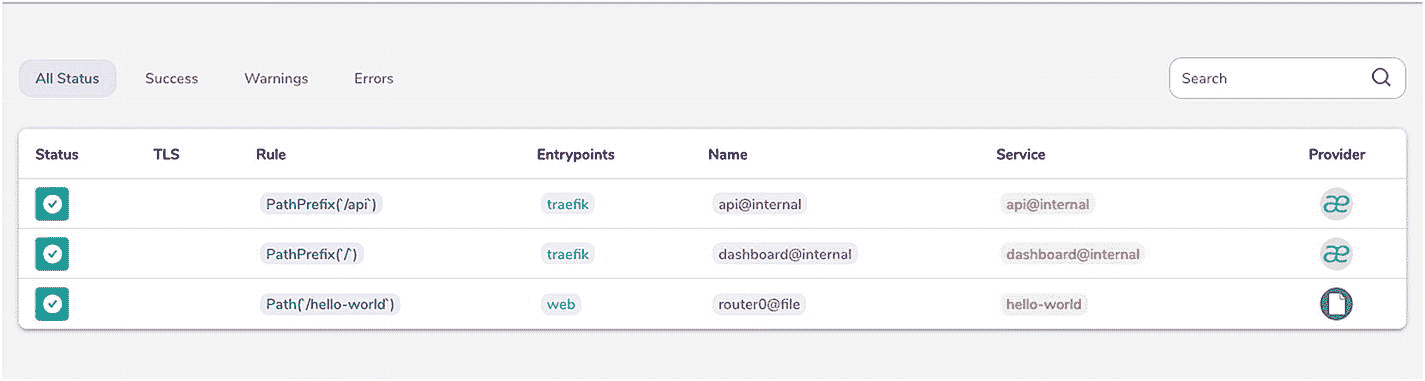 All Status Success Warnings Errors Search
Status TLS Rule Entrypoints Name Service Provider
PathPrefix(`/api`) traefik api@internal api@internal æ
PathPrefix(`/`) traefik dashboard@internal dashboard@internal æ
Path(`/hello-world`) web router0@file hello-world